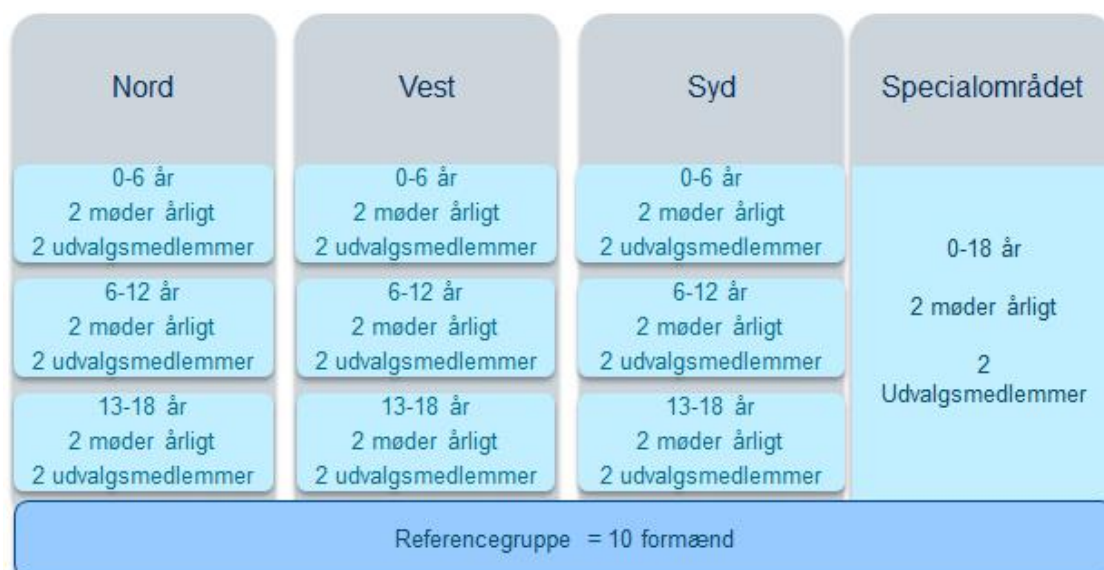 Nord
0-6 år
2 møder årligt
2 udvalgsmedlemmer
6-12 år
2 møder årligt
2 udvalgsmedlemmer
13-18 år
2 møder årligt
2 udvalgsmedlemmer
Vest
0-6 år
2 møder årligt
2 udvalgsmedlemmer
6-12 år
2 møder årligt
2 udvalgsmedlemmer
13-18 år
2 møder årligt
2 udvalgsmedlemmer
Syd
0-6 år
2 møder årligt
2 udvalgsmedlemmer
6-12 år
2 møder årligt
2 udvalgsmedlemmer
13-18 år
2 møder årligt
2 udvalgsmedlemmer
Specialområdet
0-18 år
2 møder årligt
2
Udvalgsmedlemmer
Referencegruppe = 10 formænd